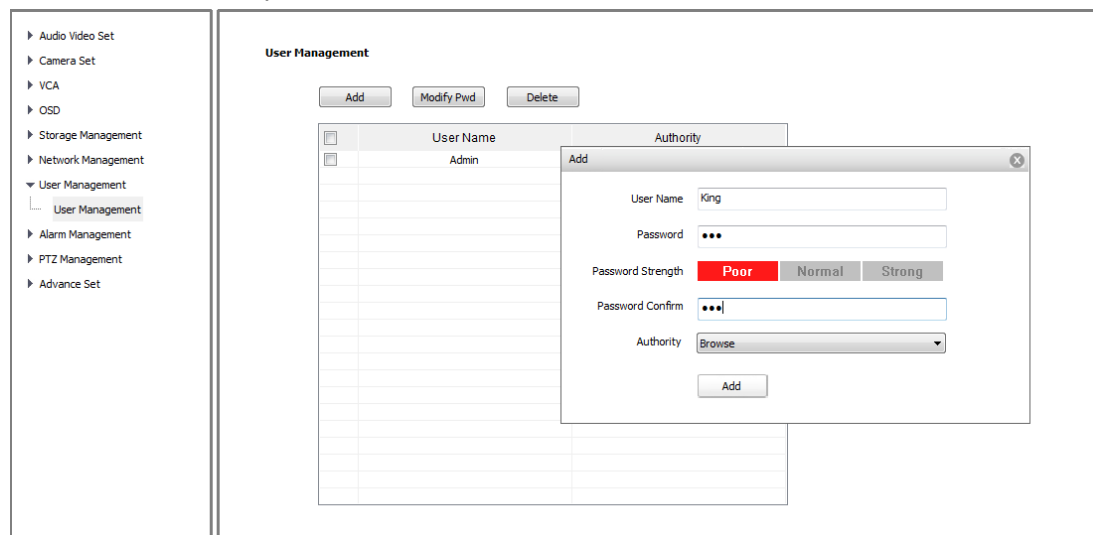 Audio Video Set
Camera Set
VCA
OSD
Storage Management
Network Management
User Management
User Management
Alarm Management
PTZ Management
Advance Set
User Management
Add Modify Pwd Delete
User Name Authority
Admin
Add
User Name King
Password •••
Password Strength Poor Normal Strong
Password Confirm •••
Authority Browse
Add